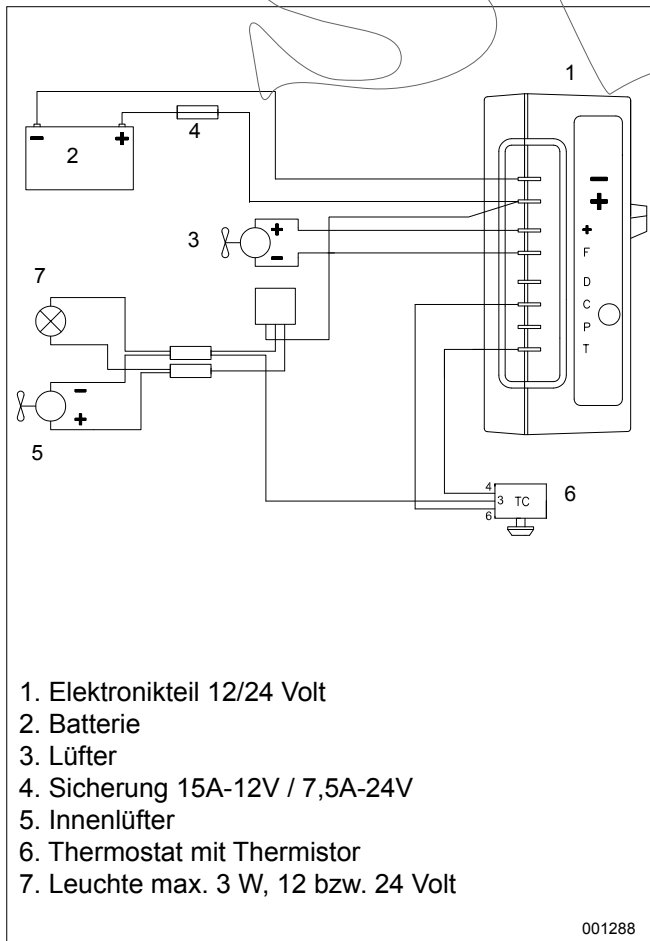 1
4
2
3
7
5
6
F
D
C
P
T
4
3 TC
6
1. Elektronikteil 12/24 Volt
2. Batterie
3. Lüfter
4. Sicherung 15A-12V / 7,5A-24V
5. Innenlüfter
6. Thermostat mit Thermistor
7. Leuchte max. 3 W, 12 bzw. 24 Volt
001288